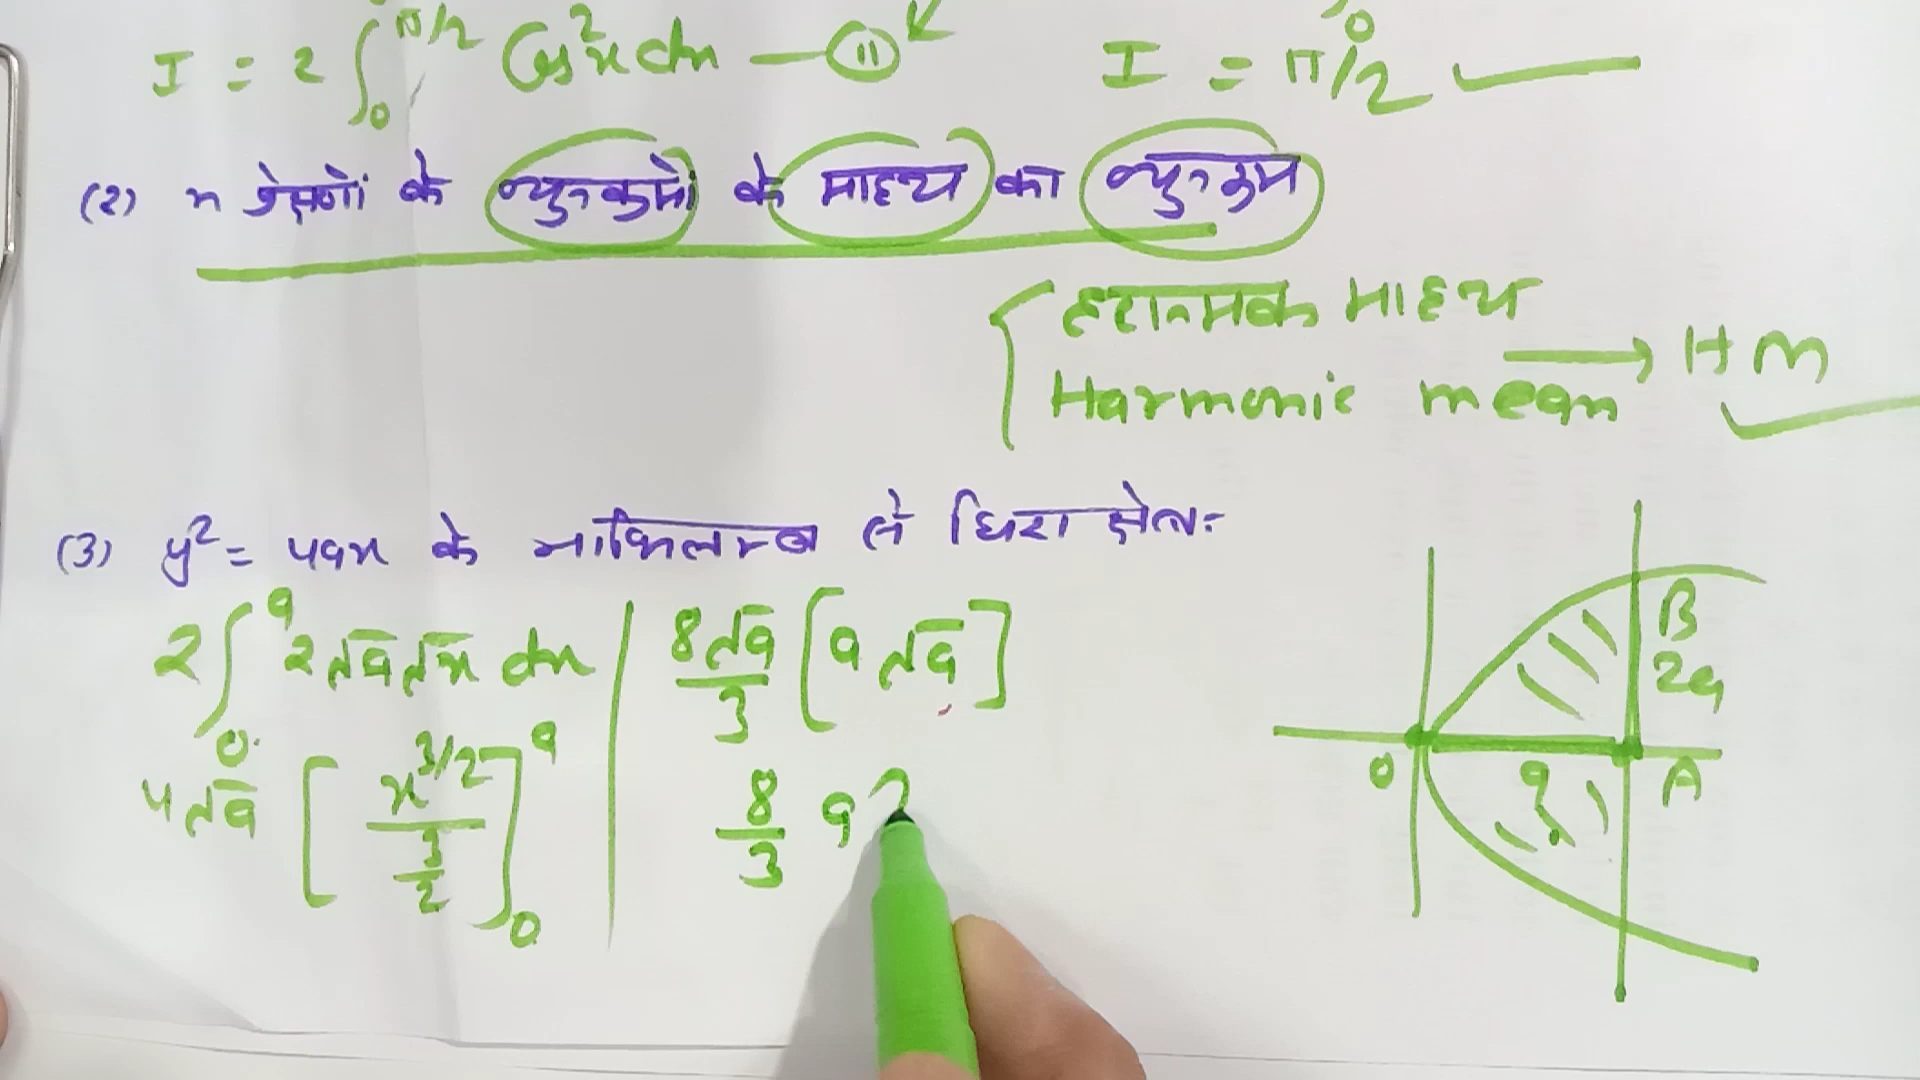 I = 2 ∫₀^π/2 Cos²x dx — (11)
I = π/2
(2) n प्रेक्षणों के व्युत्क्रमों के माध्य का व्युत्क्रम
हरात्मक माध्य
Harmonic mean → HM
(3) y² = 4ax के नाभिलम्ब से घिरा क्षेत्र =
2 ∫₀^a 2√a √x dx
4√a [x^3/2 / 3/2]₀^a
8√a/3 [a√a]
8/3 a2
B
2a
O
a
A